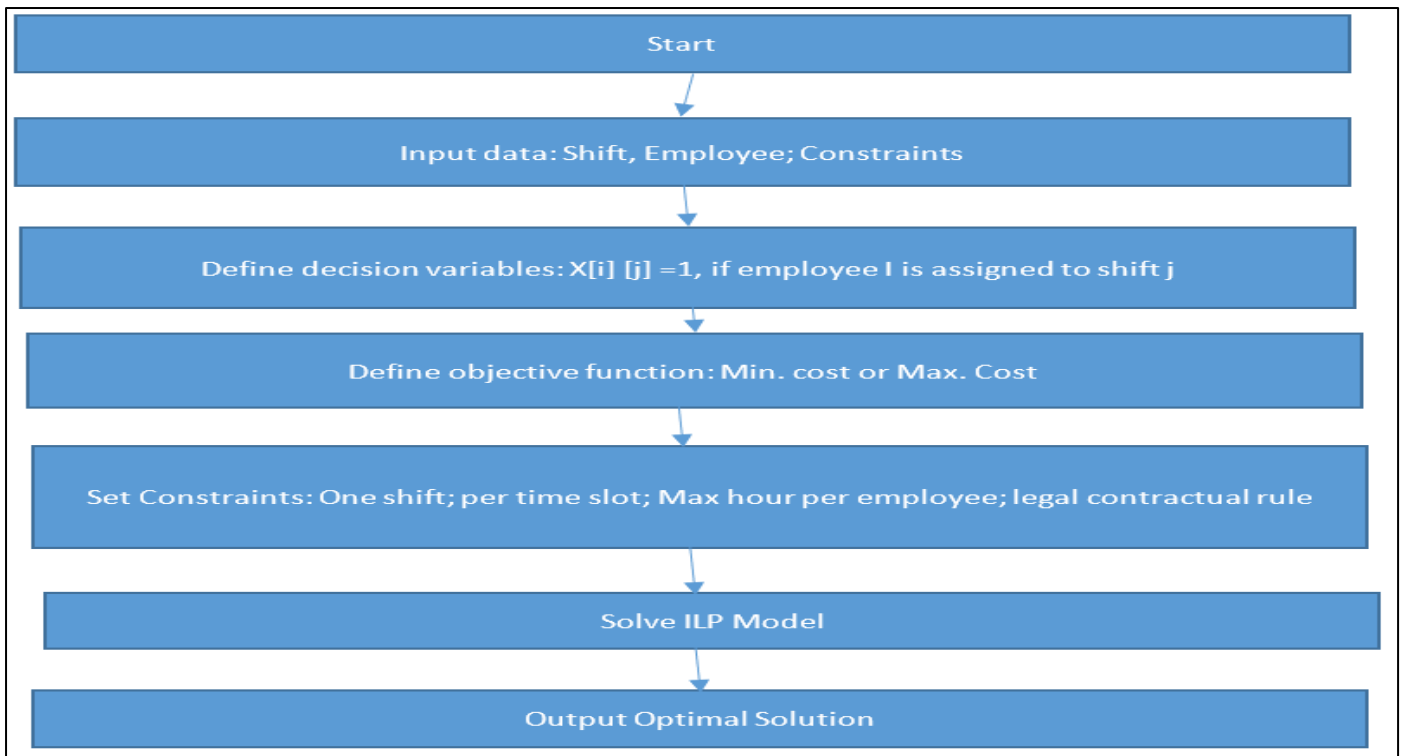 Start
Input data: Shift, Employee; Constraints
Define decision variables: X[i] [j] =1, if employee I is assigned to shift j
Define objective function: Min. cost or Max. Cost
Set Constraints: One shift; per time slot; Max hour per employee; legal contractual rule
Solve ILP Model
Output Optimal Solution